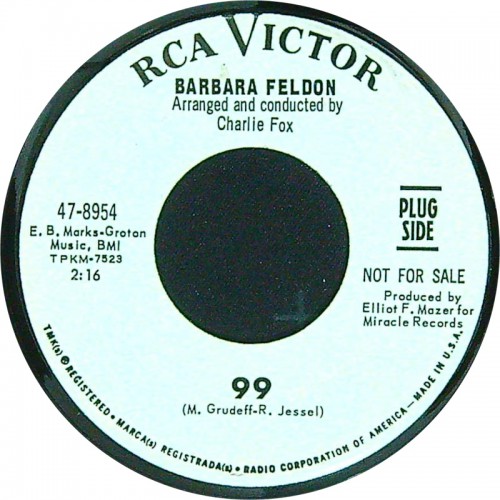 RCA VICTOR
BARBARA FELDON
Arranged and conducted by
Charlie Fox
47-8954
E. B. Marks-Groton
Music, BMI
TPKM-7523
2:16
PLUG
SIDE
NOT FOR SALE
Produced by
Elliot F. Mazer for
Miracle Records
99
(M. Grudeff-R. Jessel)
TMK(s) ® REGISTERED • MARCA(s) REGISTRADA(s) • RADIO CORPORATION OF AMERICA—MADE IN U.S.A.